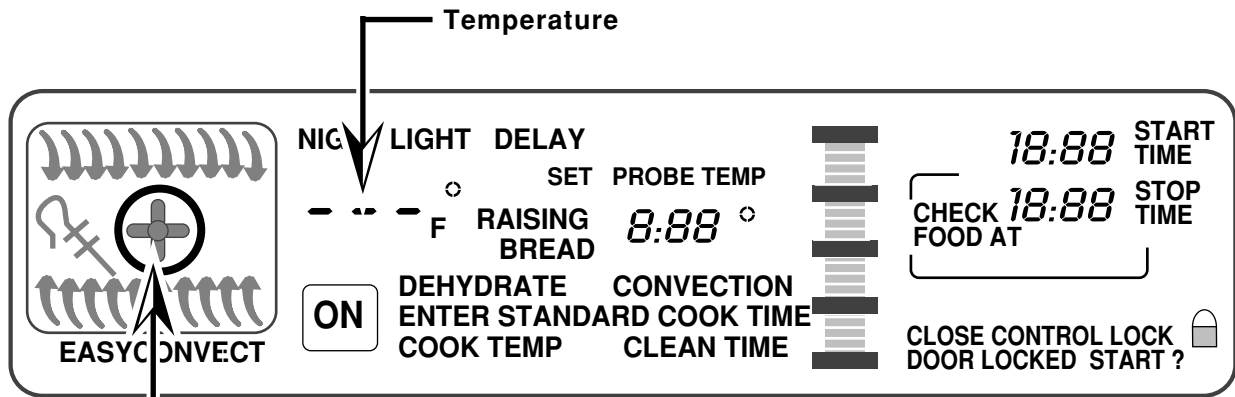 Temperature
NIG LIGHT DELAY
SET PROBE TEMP
F
RAISING
BREAD
8:88 °
ON
DEHYDRATE CONVECTION
ENTER STANDARD COOK TIME
COOK TEMP CLEAN TIME
EASYCONVECT
18:88 START
TIME
CHECK 18:88 STOP
FOOD AT TIME
CLOSE CONTROL LOCK
DOOR LOCKED START ?